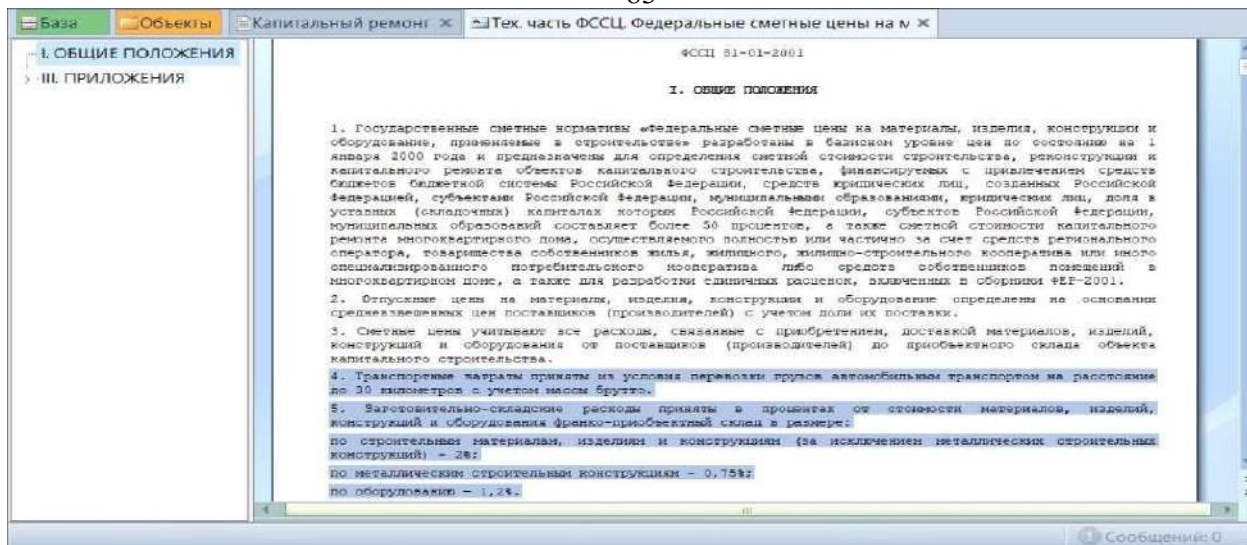 База Объекты Капитальный ремонт × Тех. часть ФССЦ. Федеральные сметные цены на м ×
I. ОБЩИЕ ПОЛОЖЕНИЯ
III. ПРИЛОЖЕНИЯ
ФССЦ 81-01-2001
I. ОБЩИЕ ПОЛОЖЕНИЯ
1. Государственные сметные нормативы «Федеральные сметные цены на материалы, изделия, конструкции и
оборудование, применяемые в строительстве» разработаны в базисном уровне цен по состоянию на 1
января 2000 года и предназначены для определения сметной стоимости строительства, реконструкции и
капитального ремонта объектов капитального строительства, финансируемых с привлечением средств
бюджетов бюджетной системы Российской Федерации, средств юридических лиц, созданных Российской
Федерацией, субъектами Российской Федерации, муниципальными образованиями, юридических лиц, доля в
уставных (складочных) капиталах которых Российской Федерации, субъектов Российской Федерации,
муниципальных образований составляет более 50 процентов, а также сметной стоимости капитального
ремонта многоквартирного дома, осуществляемого полностью или частично за счет средств регионального
оператора, товарищества собственников жилья, жилищного, жилищно-строительного кооператива или иного
специализированного потребительского кооператива либо средств собственников помещений в
многоквартирном доме, а также для разработки единичных расценок, включенных в сборники ФЕР-2001.
2. Отпускные цены на материалы, изделия, конструкции и оборудование определены на основании
средневзвешенных цен поставщиков (производителей) с учетом доли их поставки.
3. Сметные цены учитывают все расходы, связанные с приобретением, доставкой материалов, изделий,
конструкций и оборудования от поставщиков (производителей) до приобъектного склада объекта
капитального строительства.
4. Транспортные затраты приняты из условия перевозки грузов автомобильным транспортом на расстояние
до 30 километров с учетом массы брутто.
5. Заготовительно-складские расходы приняты в процентах от стоимости материалов, изделий,
конструкций и оборудования франко-приобъектный склад в размере:
по строительным материалам, изделиям и конструкциям (за исключением металлических строительных
конструкций) – 2%;
по металлическим строительным конструкциям – 0,75%;
по оборудованию – 1,2%.
Сообщений: 0